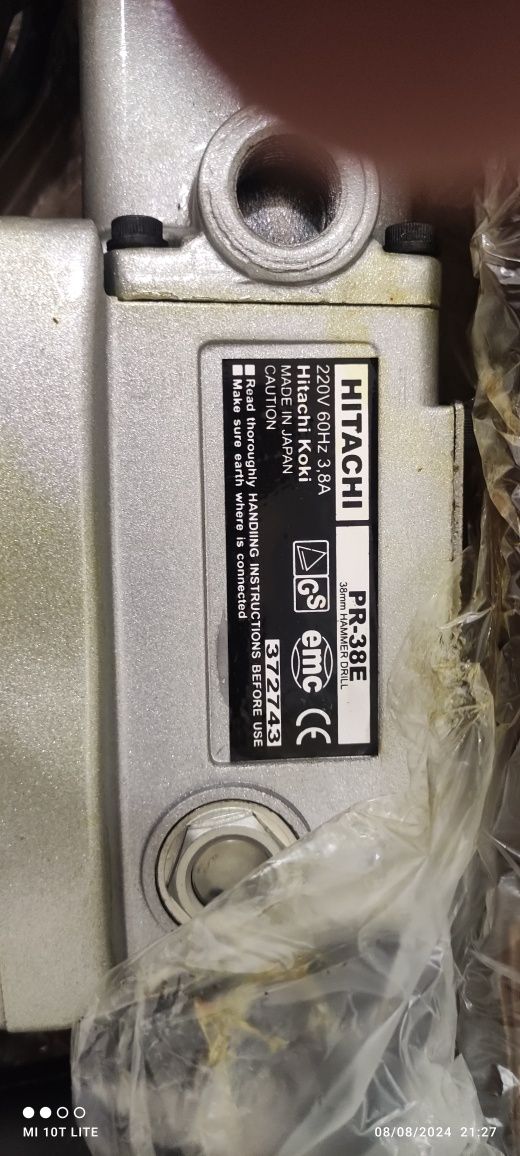 HITACHI
PR-38E
38mm HAMMER DRILL
220V 60Hz 3,8A
Hitachi Koki
MADE IN JAPAN
CAUTION
Read thoroughly HANDIING INSTRUCTIONS BEFORE USE
Make sure earth where is connected
GS
emc
CE
372743
MI 10T LITE
08/08/2024 21:27